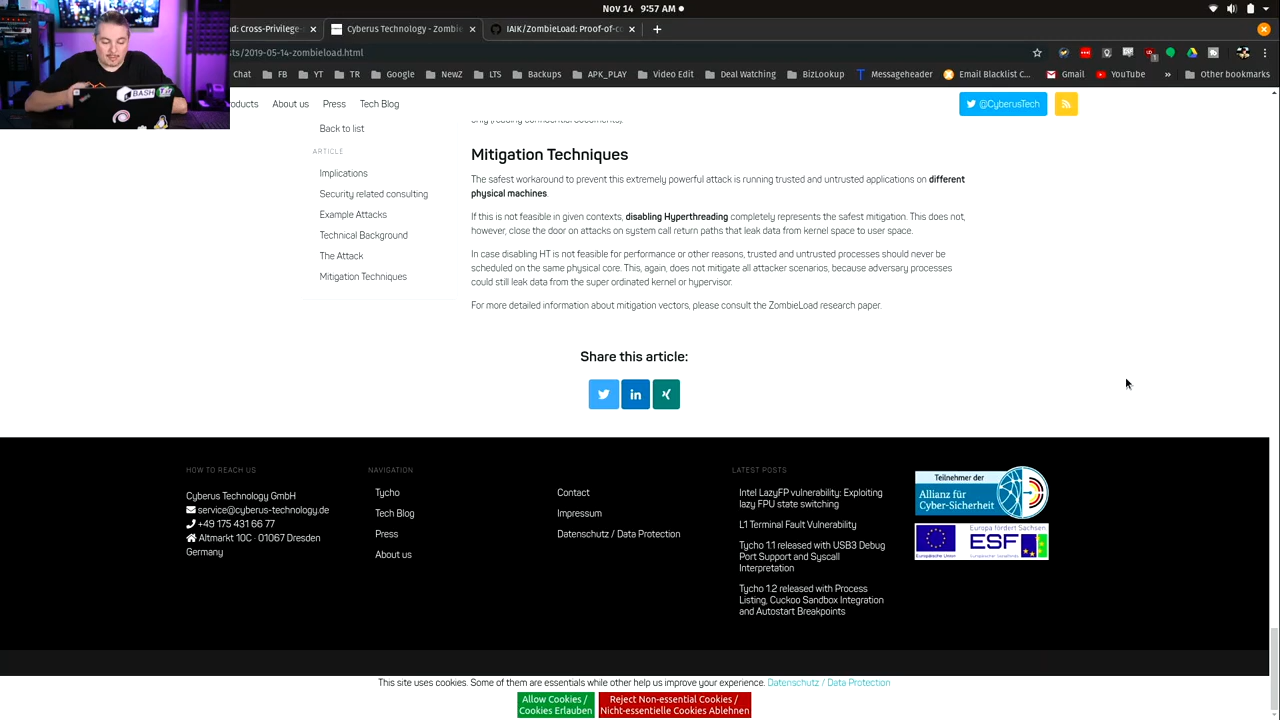 NOV 14 9:57 AM
ad: Cross-Privilege
Cyberus Technology - Zombie
IAIK/ZombieLoad: Proof-of-co
sts/2019-05-14-zombieload.html
Chat
FB
YT
TR
Google
NewZ
LTS
Backups
APK_PLAY
Video Edit
Deal Watching
BizLookup
Messageheader
Email Blacklist C...
Gmail
YouTube
»
Other bookmarks
BASH
oducts
About us
Press
Tech Blog
@CyberusTech
Back to list
ARTICLE
Implications
Security related consulting
Example Attacks
Technical Background
The Attack
Mitigation Techniques
only (reading confidential documents).
Mitigation Techniques
The safest workaround to prevent this extremely powerful attack is running trusted and untrusted applications on different
physical machines.
If this is not feasible in given contexts, disabling Hyperthreading completely represents the safest mitigation. This does not,
however, close the door on attacks on system call return paths that leak data from kernel space to user space.
In case disabling HT is not feasible for performance or other reasons, trusted and untrusted processes should never be
scheduled on the same physical core. This, again, does not mitigate all attacker scenarios, because adversary processes
could still leak data from the super ordinated kernel or hypervisor.
For more detailed information about mitigation vectors, please consult the ZombieLoad research paper.
Share this article:
in
HOW TO REACH US
Cyberus Technology GmbH
service@cyberus-technology.de
+49 175 431 66 77
Altmarkt 10C · 01067 Dresden
Germany
NAVIGATION
Tycho
Tech Blog
Press
About us
Contact
Impressum
Datenschutz / Data Protection
LATEST POSTS
Intel LazyFP vulnerability: Exploiting
lazy FPU state switching
L1 Terminal Fault Vulnerability
Tycho 1.1 released with USB3 Debug
Port Support and Syscall
Interpretation
Tycho 1.2 released with Process
Listing, Cuckoo Sandbox Integration
and Autostart Breakpoints
Teilnehmer der
Allianz für
Cyber-Sicherheit
Europa fördert Sachsen
ESF
Europäische Union
This site uses cookies. Some of them are essentials while other help us improve your experience. Datenschutz / Data Protection
Allow Cookies /
Cookies Erlauben
Reject Non-essential Cookies /
Nicht-essentielle Cookies Ablehnen